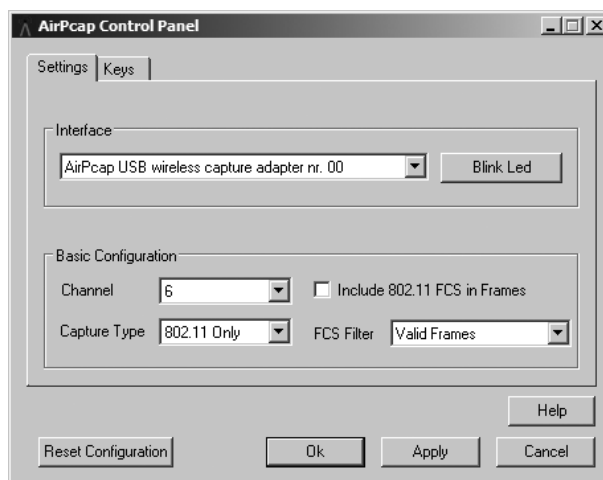 AirPcap Control Panel
Settings Keys
Interface
AirPcap USB wireless capture adapter nr. 00 Blink Led
Basic Configuration
Channel 6 Include 802.11 FCS in Frames
Capture Type 802.11 Only FCS Filter Valid Frames
Help
Reset Configuration Ok Apply Cancel